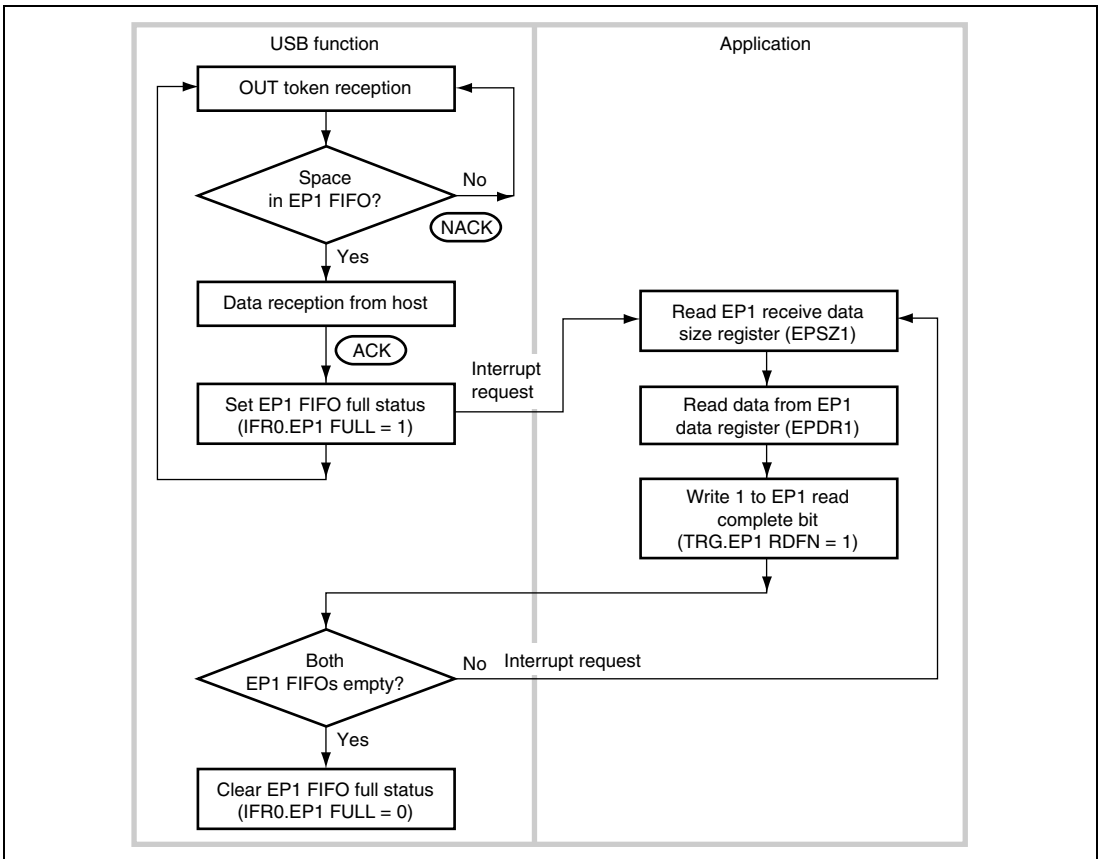 USB function
Application
OUT token reception
Space
in EP1 FIFO?
No
NACK
Yes
Data reception from host
ACK
Set EP1 FIFO full status
(IFR0.EP1 FULL = 1)
Interrupt
request
Read EP1 receive data
size register (EPSZ1)
Read data from EP1
data register (EPDR1)
Write 1 to EP1 read
complete bit
(TRG.EP1 RDFN = 1)
Both
EP1 FIFOs empty?
No Interrupt request
Yes
Clear EP1 FIFO full status
(IFR0.EP1 FULL = 0)